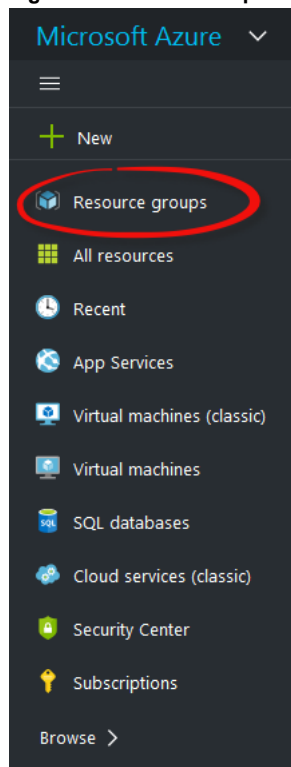 Microsoft Azure
New
Resource groups
All resources
Recent
App Services
Virtual machines (classic)
Virtual machines
SQL
SQL databases
Cloud services (classic)
Security Center
Subscriptions
Browse >